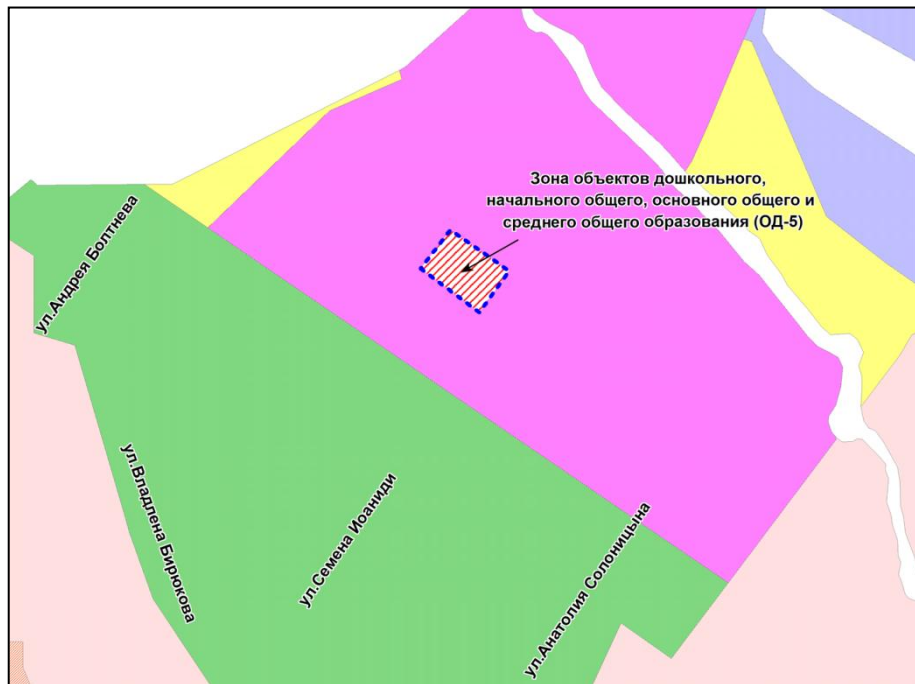 Зона объектов дошкольного,
начального общего, основного общего и
среднего общего образования (ОД-5)
ул.Андрея Болтнева
ул.Владлена Бирюкова
ул.Семена Иоаниди
ул.Анатолия Солоницына